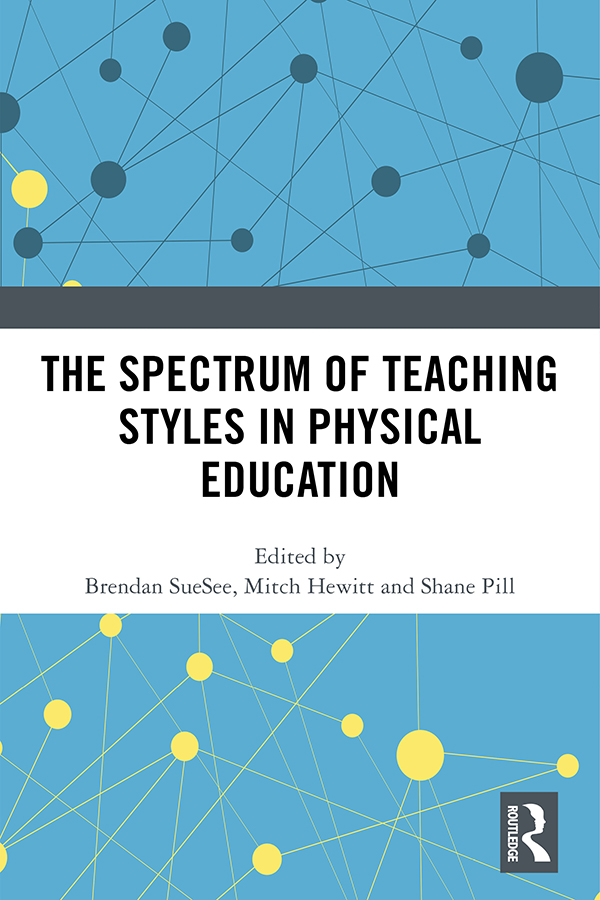 THE SPECTRUM OF TEACHING
STYLES IN PHYSICAL
EDUCATION
Edited by
Brendan SueSee, Mitch Hewitt and Shane Pill
ROUTLEDGE